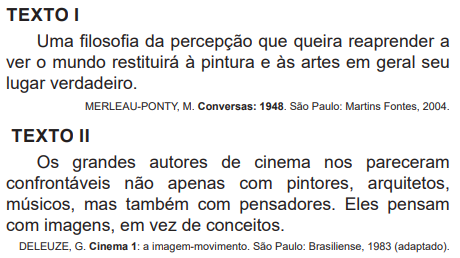 TEXTO I
Uma filosofia da percepção que queira reaprender a
ver o mundo restituirá à pintura e às artes em geral seu
lugar verdadeiro.
MERLEAU-PONTY, M. Conversas: 1948. São Paulo: Martins Fontes, 2004.
TEXTO II
Os grandes autores de cinema nos pareceram
confrontáveis não apenas com pintores, arquitetos,
músicos, mas também com pensadores. Eles pensam
com imagens, em vez de conceitos.
DELEUZE, G. Cinema 1: a imagem-movimento. São Paulo: Brasiliense, 1983 (adaptado).